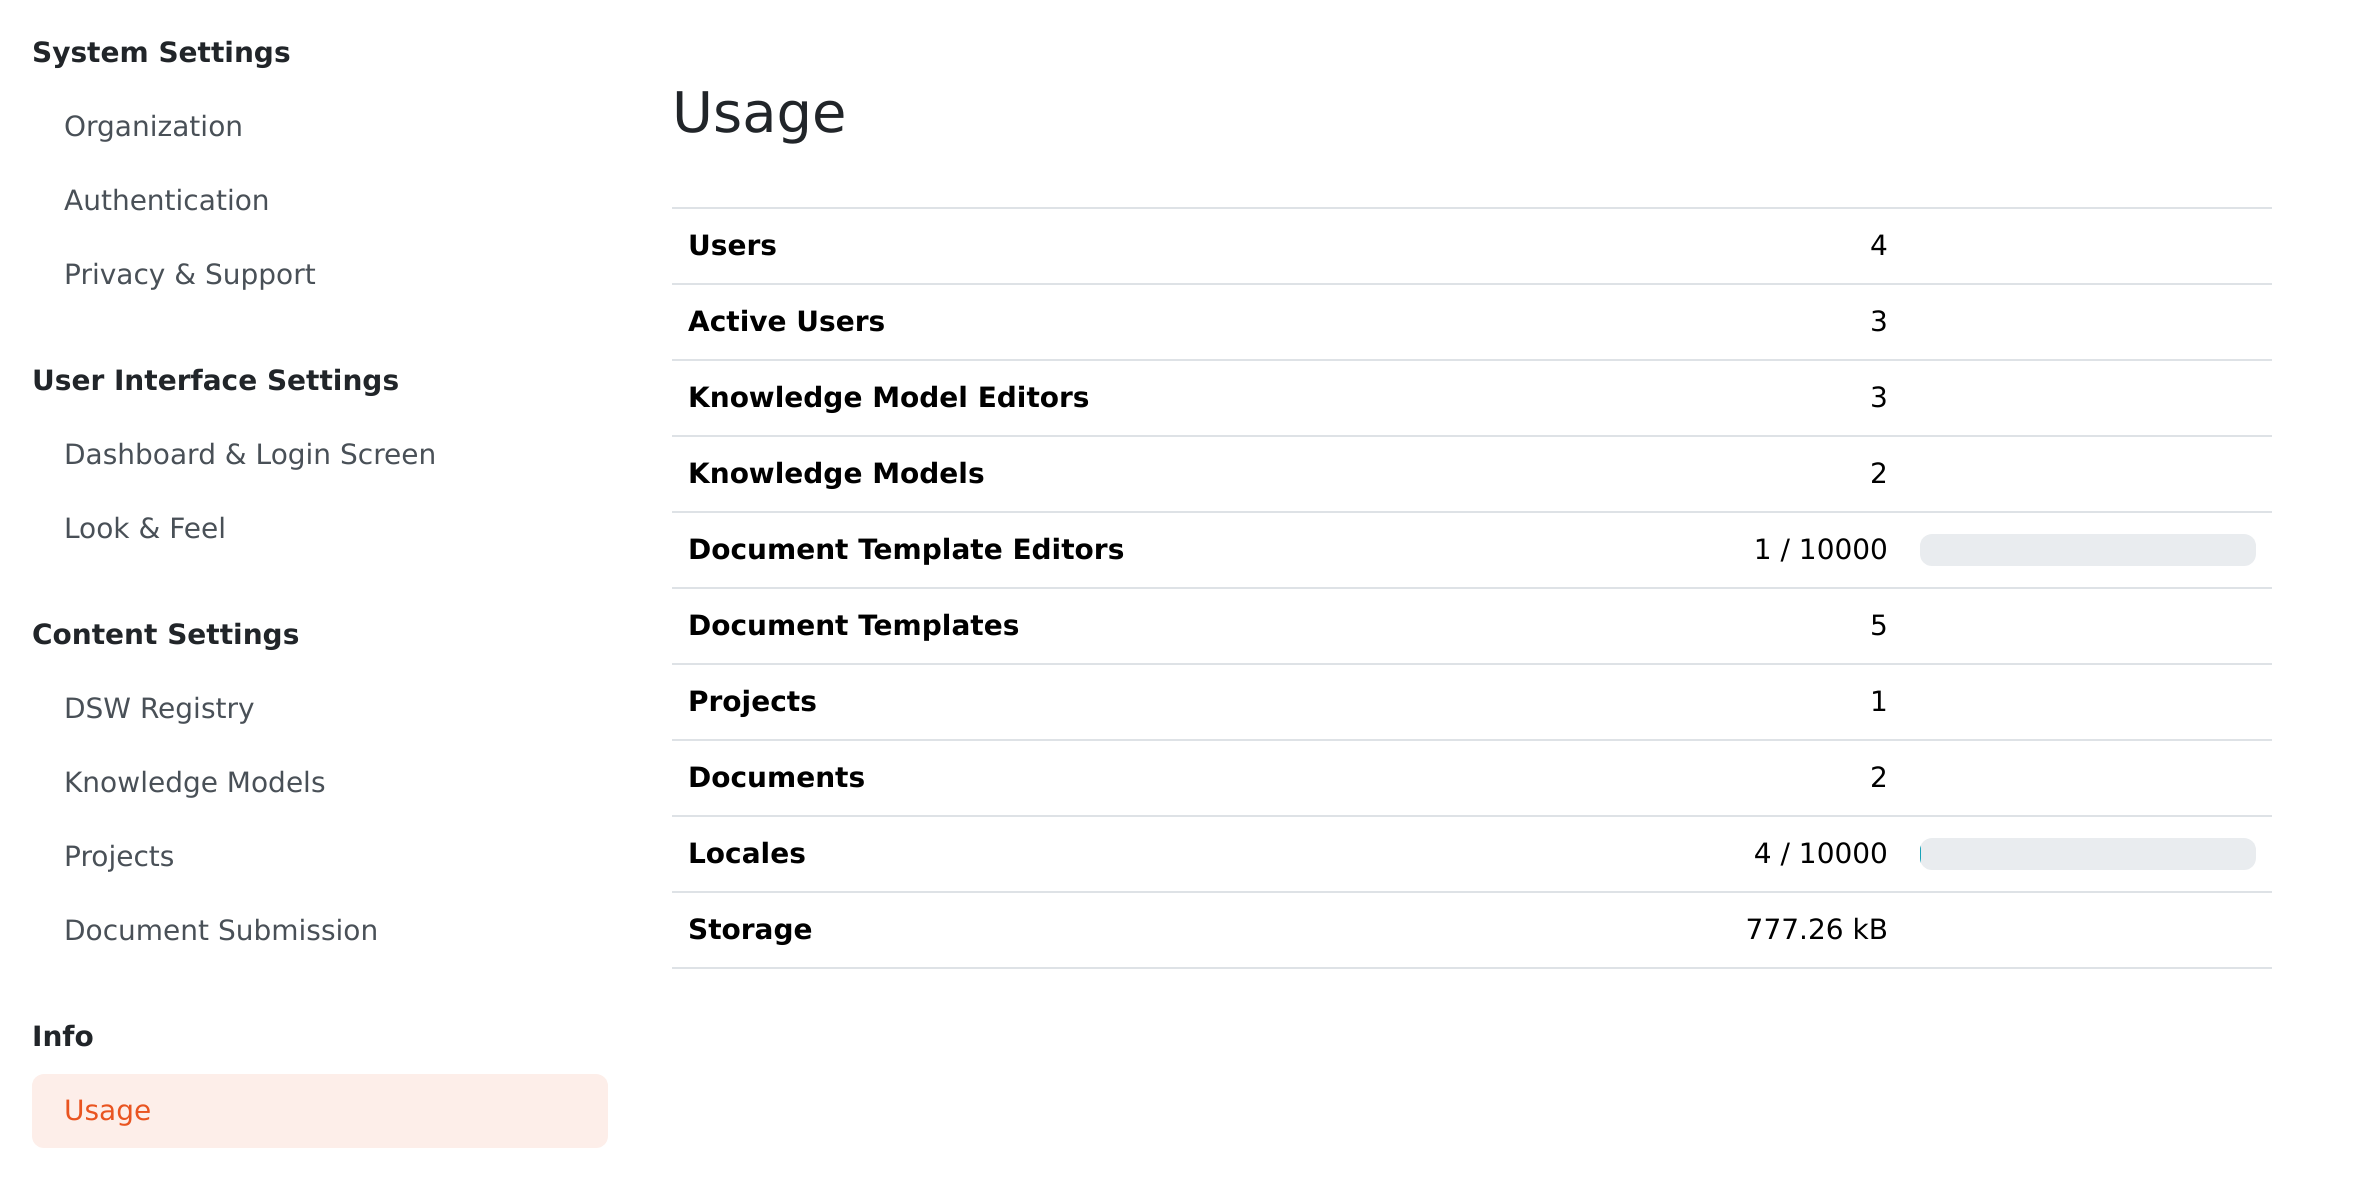 System Settings
Organization
Authentication
Privacy & Support
User Interface Settings
Dashboard & Login Screen
Look & Feel
Content Settings
DSW Registry
Knowledge Models
Projects
Document Submission
Info
Usage
Usage
Users 4
Active Users 3
Knowledge Model Editors 3
Knowledge Models 2
Document Template Editors 1 / 10000
Document Templates 5
Projects 1
Documents 2
Locales 4 / 10000
Storage 777.26 kB